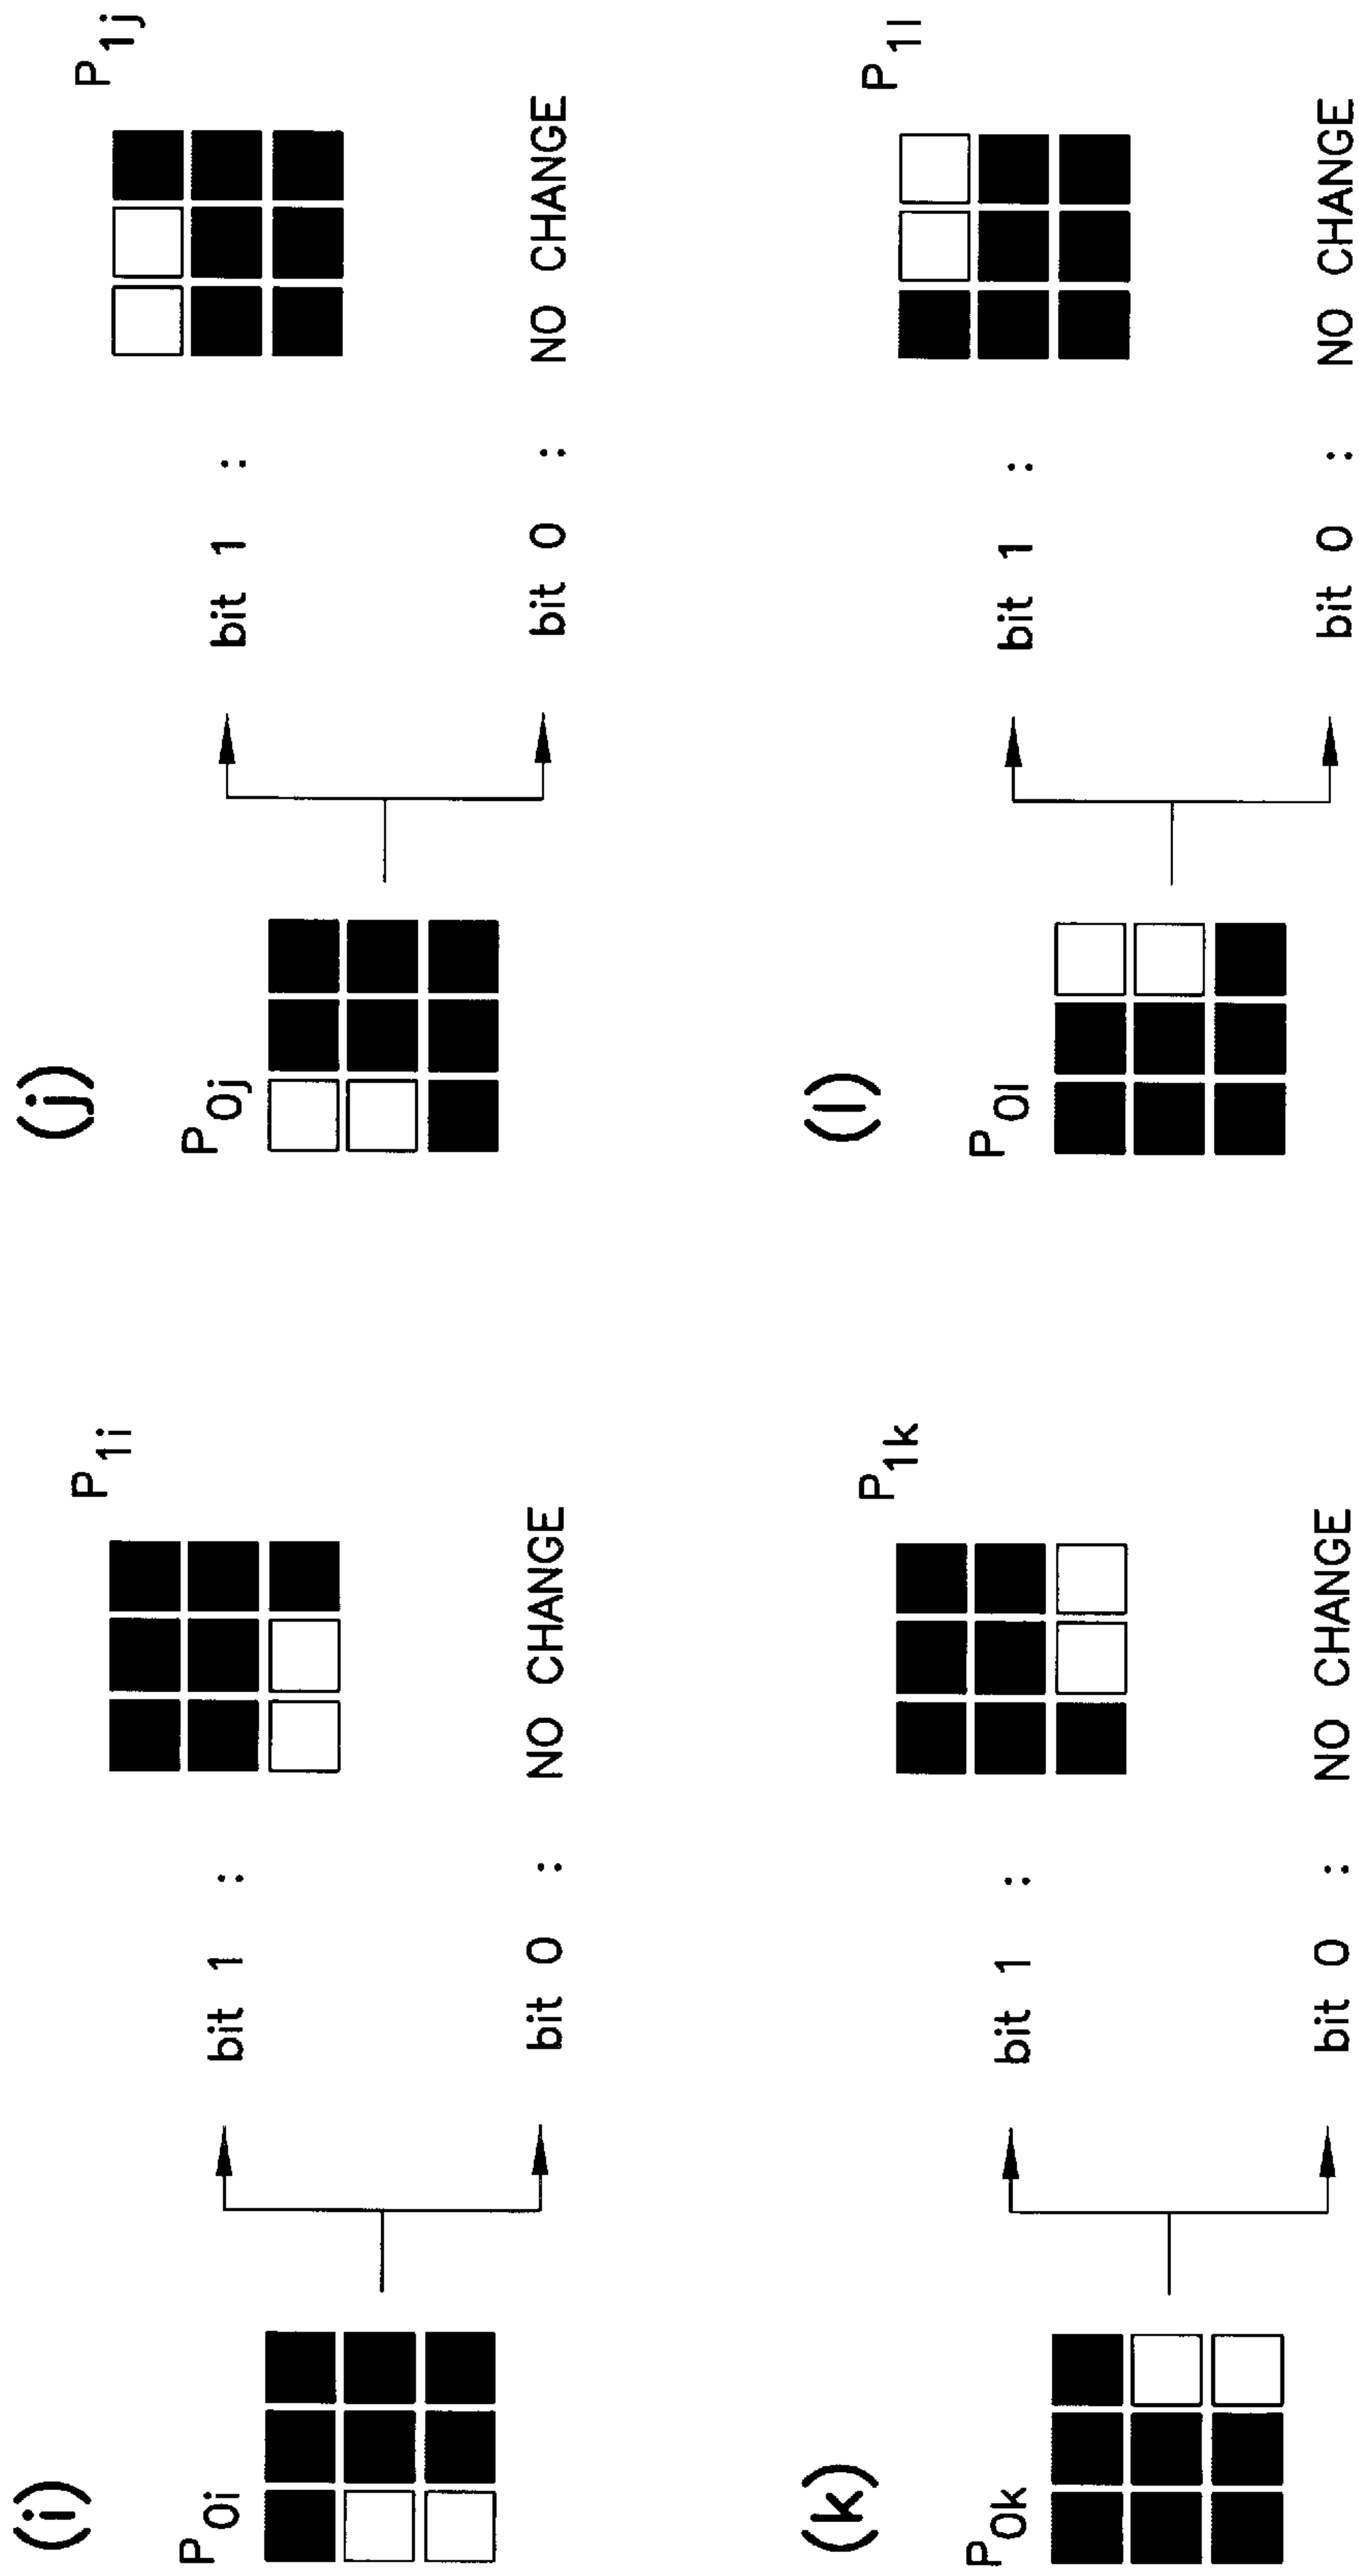 (i)
P0i
bit 1 :
P1i
bit 0 : NO CHANGE
(j)
P0j
bit 1 :
P1j
bit 0 : NO CHANGE
(k)
P0k
bit 1 :
P1k
bit 0 : NO CHANGE
(l)
P0l
bit 1 :
P1l
bit 0 : NO CHANGE